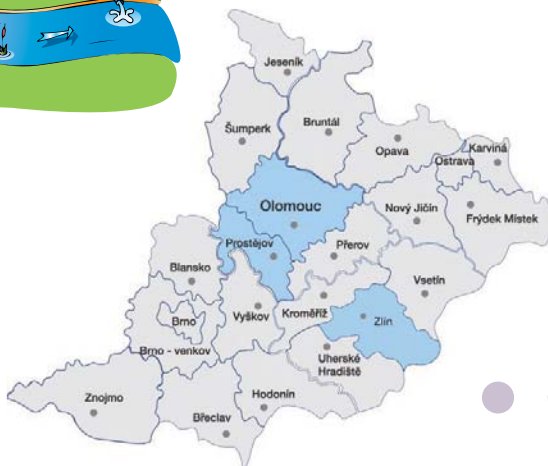 Jeseník
Bruntál
Šumperk
Opava
Karviná
Ostrava
Olomouc
Nový Jičín
Frýdek Místek
Prostějov
Přerov
Blansko
Vsetín
Brno
Vyškov
Kroměříž
Zlín
Brno - venkov
Uherské
Hradiště
Znojmo
Hodonín
Břeclav